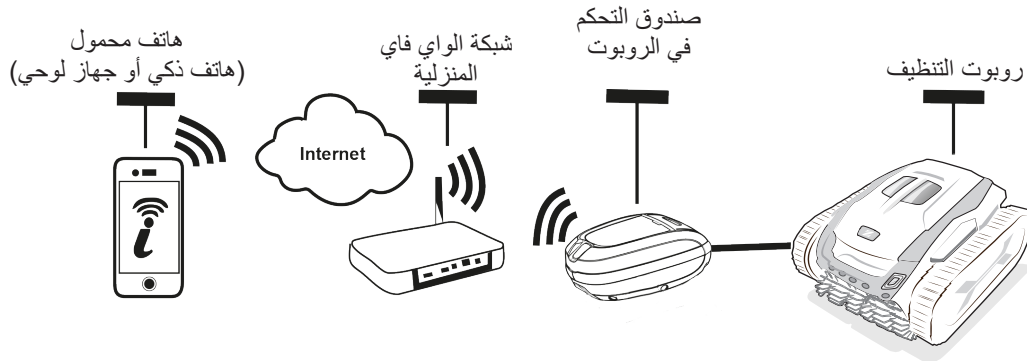 هاتف محمول
(هاتف ذكي أو جهاز لوحي)
شبكة الواي فاي
المنزلية
صندوق التحكم
في الروبوت
روبوت التنظيف
Internet
i